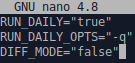 GNU nano 4.8
RUN_DAILY="true"
RUN_DAILY_OPTS="-q"
DIFF_MODE="false"